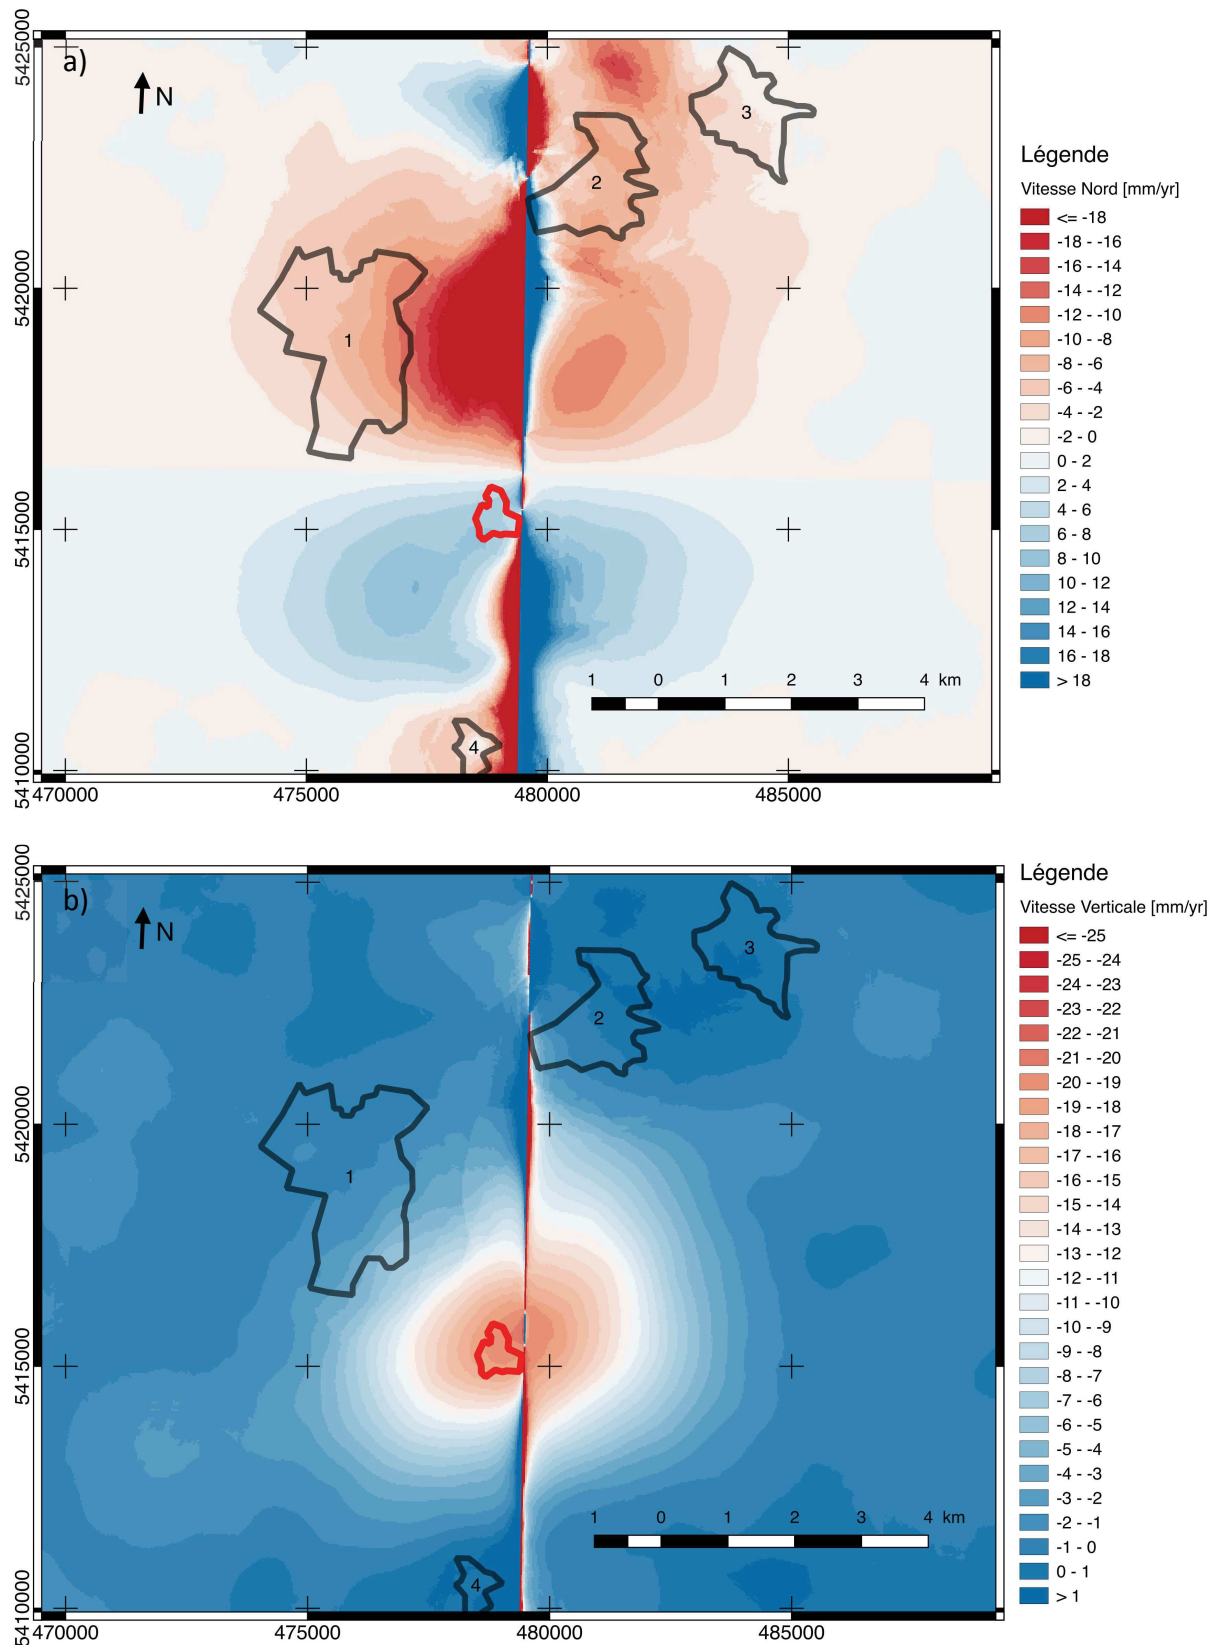 a)
N
1
2
3
4
5425000
5420000
5415000
5410000
470000
475000
480000
485000
1 0 1 2 3 4 km
Légende
Vitesse Nord [mm/yr]
<= -18
-18 - -16
-16 - -14
-14 - -12
-12 - -10
-10 - -8
-8 - -6
-6 - -4
-4 - -2
-2 - 0
0 - 2
2 - 4
4 - 6
6 - 8
8 - 10
10 - 12
12 - 14
14 - 16
16 - 18
> 18
b)
N
1
2
3
4
5425000
5420000
5415000
5410000
470000
475000
480000
485000
1 0 1 2 3 4 km
Légende
Vitesse Verticale [mm/yr]
<= -25
-25 - -24
-24 - -23
-23 - -22
-22 - -21
-21 - -20
-20 - -19
-19 - -18
-18 - -17
-17 - -16
-16 - -15
-15 - -14
-14 - -13
-13 - -12
-12 - -11
-11 - -10
-10 - -9
-9 - -8
-8 - -7
-7 - -6
-6 - -5
-5 - -4
-4 - -3
-3 - -2
-2 - -1
-1 - 0
0 - 1
> 1